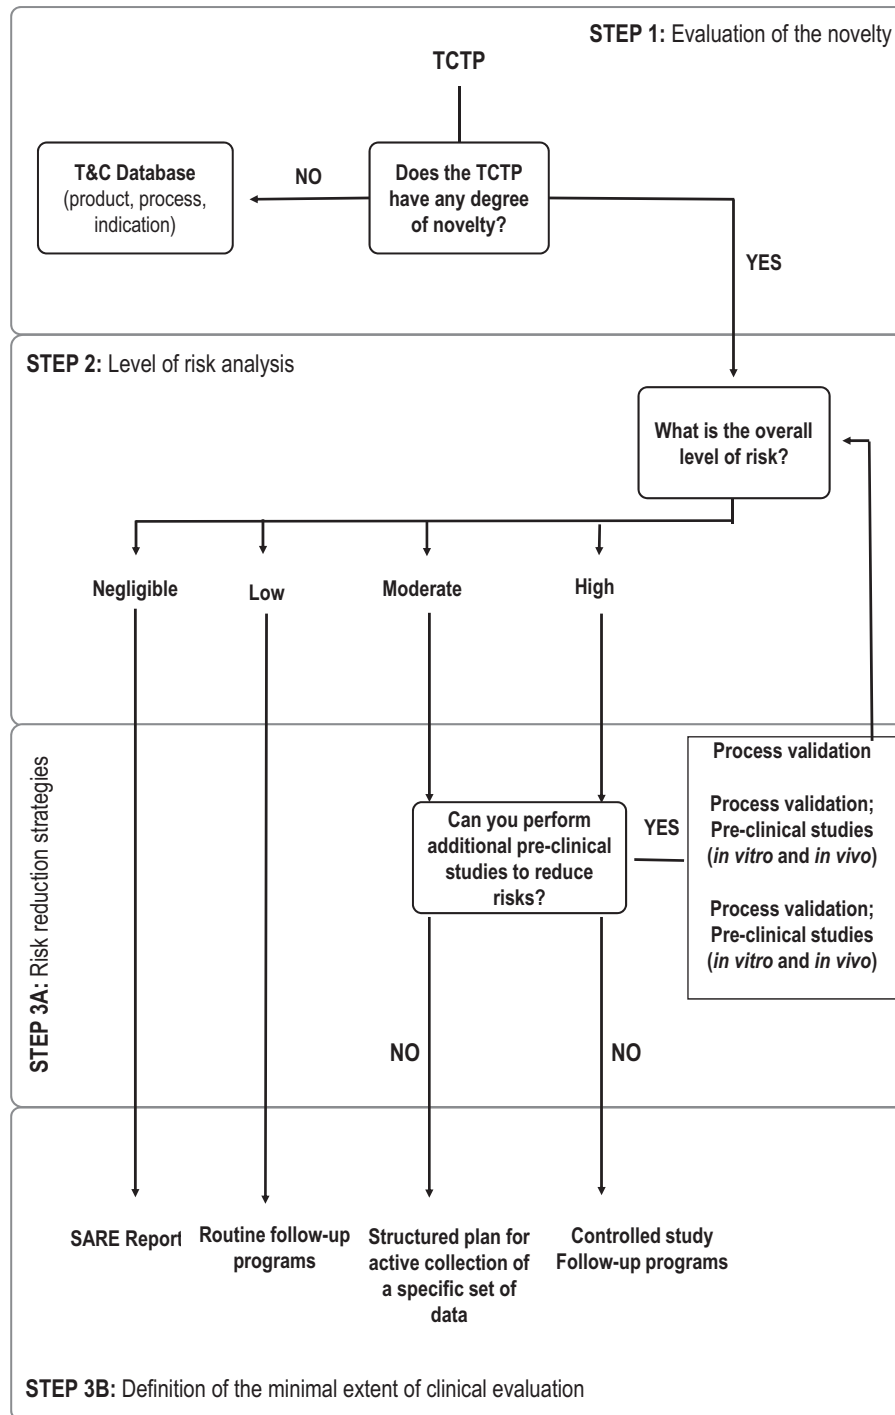 STEP 1: Evaluation of the novelty
TCTP
T&C Database
(product, process,
indication)
NO
Does the TCTP
have any degree
of novelty?
YES
STEP 2: Level of risk analysis
What is the overall
level of risk?
Negligible
Low
Moderate
High
STEP 3A: Risk reduction strategies
Can you perform
additional pre-clinical
studies to reduce
risks?
YES
Process validation
Process validation;
Pre-clinical studies
(in vitro and in vivo)
Process validation;
Pre-clinical studies
(in vitro and in vivo)
NO
NO
SARE Report
Routine follow-up
programs
Structured plan for
active collection of
a specific set of
data
Controlled study
Follow-up programs
STEP 3B: Definition of the minimal extent of clinical evaluation